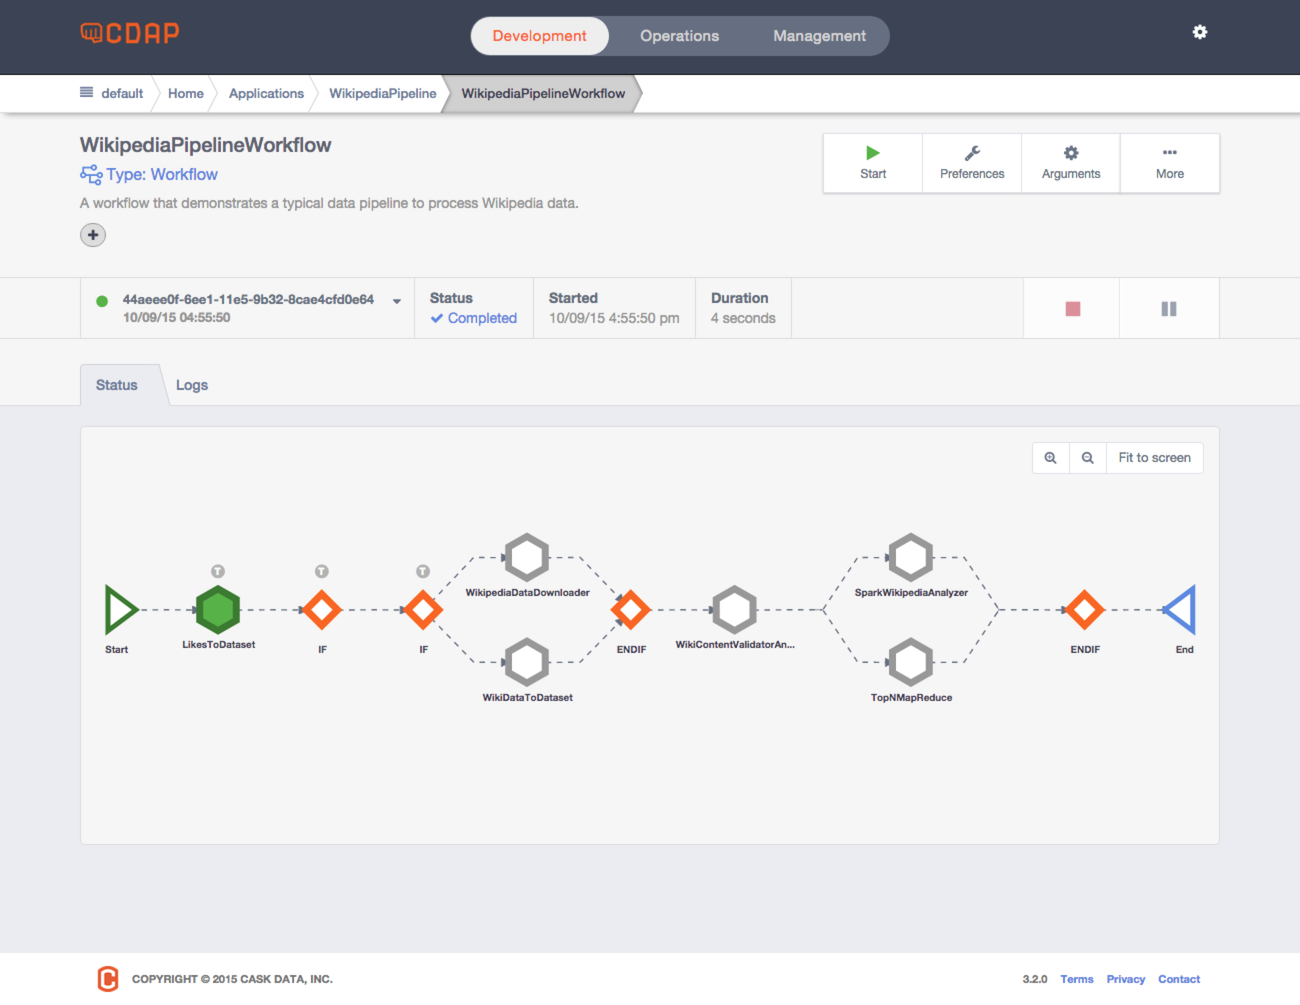 CDAP
Development Operations Management
default Home Applications WikipediaPipeline WikipediaPipelineWorkflow
WikipediaPipelineWorkflow
Type: Workflow
A workflow that demonstrates a typical data pipeline to process Wikipedia data.
Start Preferences Arguments More
44aeee0f-6ee1-11e5-9b32-8cae4cfd0e64
10/09/15 04:55:50
Status
Completed
Started
10/09/15 4:55:50 pm
Duration
4 seconds
Status Logs
Fit to screen
T T T
WikipediaDataDownloader SparkWikipediaAnalyzer
Start LikesToDataset IF IF ENDIF WikiContentValidatorAn... ENDIF End
WikiDataToDataset TopNMapReduce
COPYRIGHT © 2015 CASK DATA, INC.
3.2.0 Terms Privacy Contact